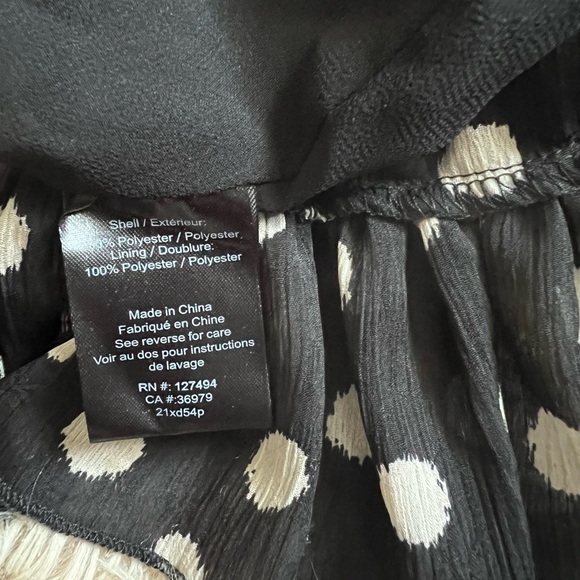 Shell / Extérieur:
100% Polyester / Polyester
Lining / Doublure:
100% Polyester / Polyester
Made in China
Fabriqué en Chine
See reverse for care
Voir au dos pour instructions
de lavage
RN #: 127494
CA #:36979
21xd54p